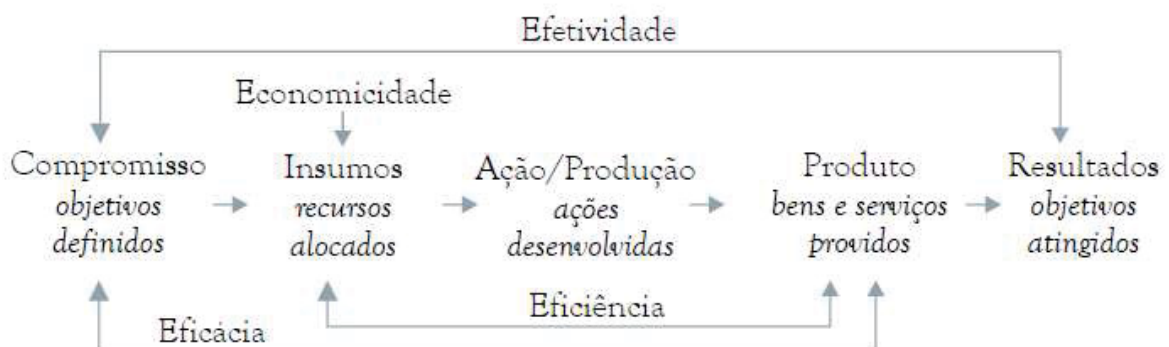 Efetividade
Economicidade
Compromisso
objetivos
definidos
Insumos
recursos
alocados
Ação/Produção
ações
desenvolvidas
Produto
bens e serviços
providos
Resultados
objetivos
atingidos
Eficiência
Eficácia